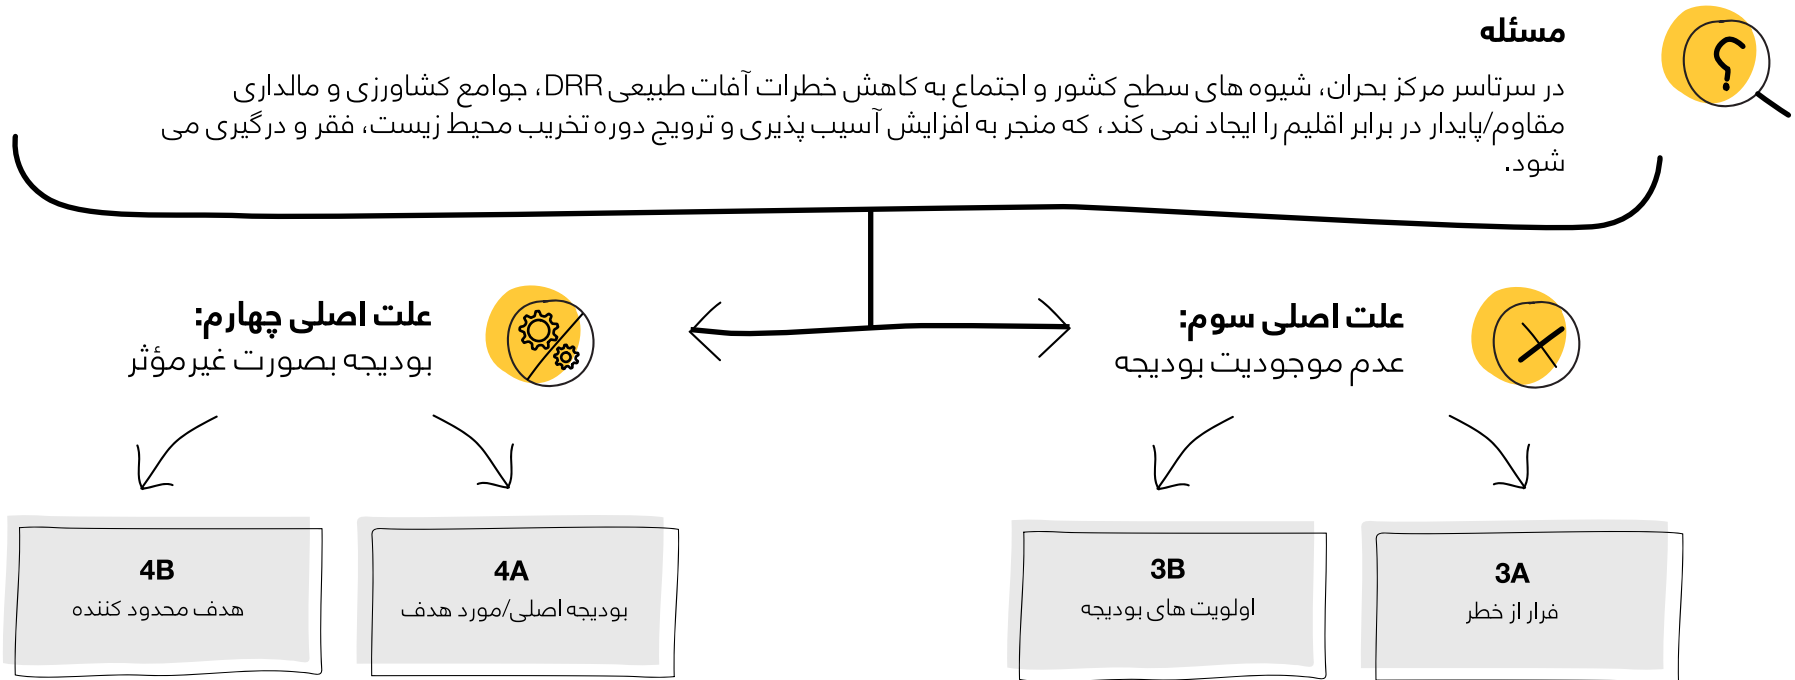 مسئله
در سرتاسر مرکز بحران، شیوه های سطح کشور و اجتماع به کاهش خطرات آفات طبیعی DRR، جوامع کشاورزی و مالداری
مقاوم/پایدار در برابر اقلیم را ایجاد نمی کند، که منجر به افزایش آسیب پذیری و ترویج دوره تخریب محیط زیست، فقر و درگیری می
شود.
علت اصلی سوم:
عدم موجودیت بودیجه
علت اصلی چهارم:
بودیجه بصورت غیرمؤثر
3A
فرار از خطر
3B
اولویت های بودیجه
4A
بودیجه اصلی/مورد هدف
4B
هدف محدود کننده